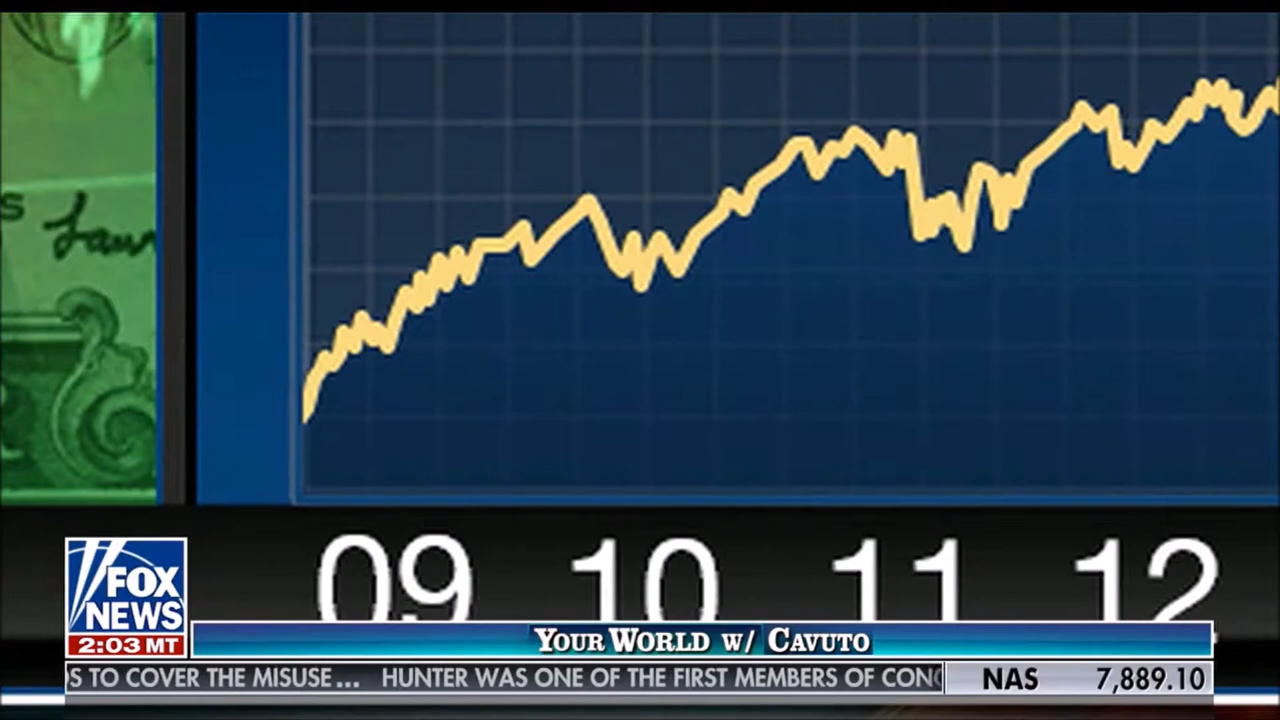 09 10 11 12
FOX
NEWS
2:03 MT
YOUR WORLD W/ CAVUTO
S TO COVER THE MISUSE... HUNTER WAS ONE OF THE FIRST MEMBERS OF CON
NAS 7,889.10